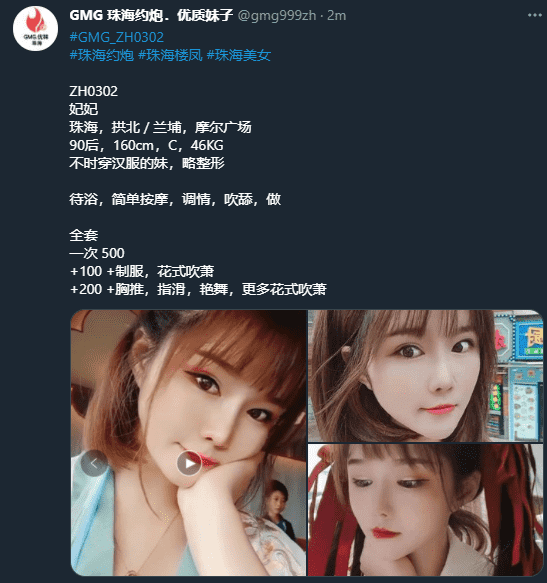 GMG 珠海约炮．优质妹子 @gmg999zh · 2m
#GMG_ZH0302
#珠海约炮 #珠海楼凤 #珠海美女
ZH0302
妃妃
珠海，拱北 / 兰埔，摩尔广场
90后，160cm，C，46KG
不时穿汉服的妹，略整形
待浴，简单按摩，调情，吹舔，做
全套
一次 500
+100 +制服，花式吹萧
+200 +胸推，指滑，艳舞，更多花式吹萧